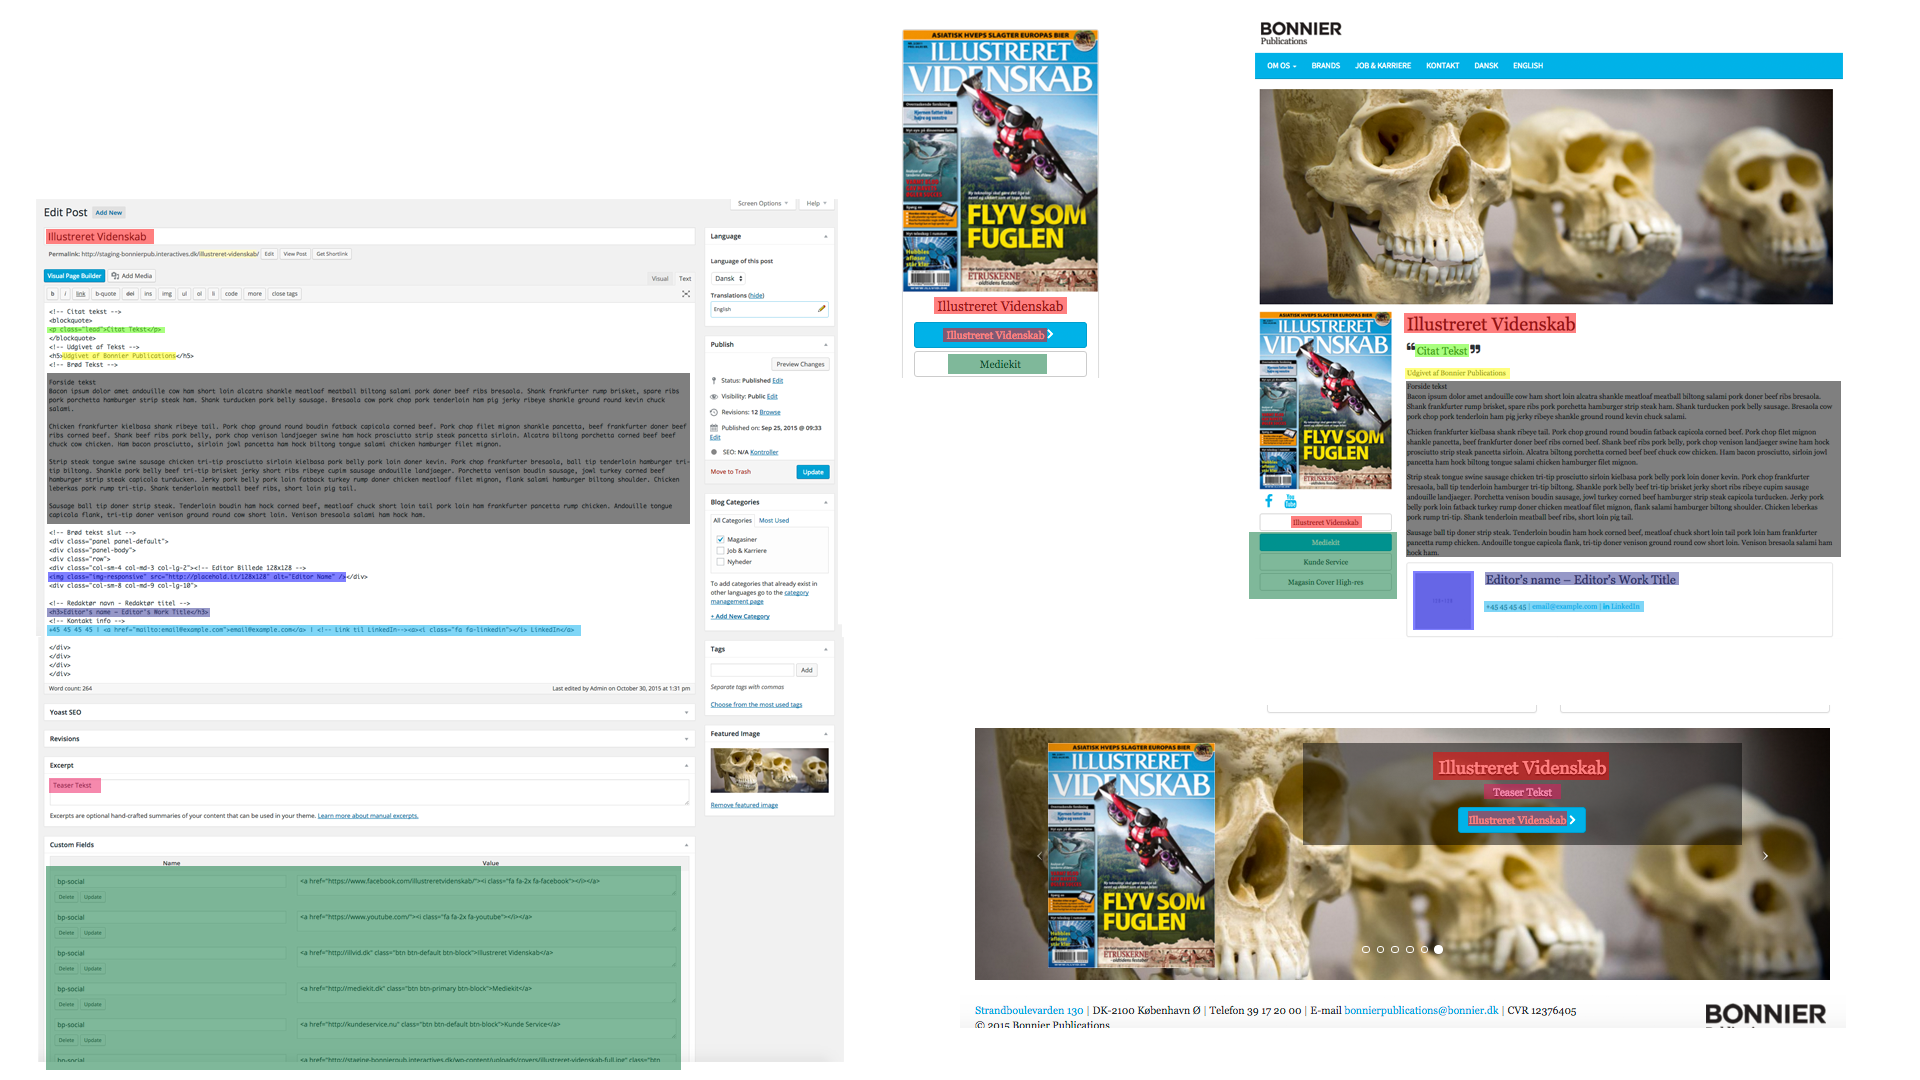 Edit Post
Add New
Screen Options
Help
Illustreret Videnskab
Permalink: http://staging-bonnierpub.interactives.dk/illustreret-videnskab/
Edit
View Post
Get Shortlink
Visual Page Builder
Add Media
Visual
Text
b
i
link
b-quote
del
ins
img
ul
ol
li
code
more
close tags
<!-- Citat tekst -->
<blockquote>
<p class="lead">Citat Tekst</p>
</blockquote>
<!-- Udgivet af Tekst -->
<h5>Udgivet af Bonnier Publications</h5>
<!-- Brød Tekst -->
Forside tekst
Bacon ipsum dolor amet andouille cow ham short loin alcatra shankle meatloaf meatball biltong salami pork doner beef ribs bresaola. Shank frankfurter rump brisket, spare ribs
pork porchetta hamburger strip steak ham. Shank turducken pork belly sausage. Bresaola cow pork chop pork tenderloin ham pig jerky ribeye shankle ground round kevin chuck
salami.
Chicken frankfurter kielbasa shank ribeye tail. Pork chop ground round boudin fatback capicola corned beef. Pork chop filet mignon shankle pancetta, beef frankfurter doner beef
ribs corned beef. Shank beef ribs pork belly, pork chop venison landjaeger swine ham hock prosciutto strip steak pancetta sirloin. Alcatra biltong porchetta corned beef beef
chuck cow chicken. Ham bacon prosciutto, sirloin jowl pancetta ham hock biltong tongue salami chicken hamburger filet mignon.
Strip steak tongue swine sausage chicken tri-tip prosciutto sirloin kielbasa pork belly pork loin doner kevin. Pork chop frankfurter bresaola, ball tip tenderloin hamburger tri-
tip biltong. Shankle pork belly beef tri-tip brisket jerky short ribs ribeye cupim sausage andouille landjaeger. Porchetta venison boudin sausage, jowl turkey corned beef
hamburger strip steak capicola turducken. Jerky pork belly pork loin fatback turkey rump doner chicken meatloaf filet mignon, flank salami hamburger biltong shoulder. Chicken
leberkas pork rump tri-tip. Shank tenderloin meatball beef ribs, short loin pig tail.
Sausage ball tip doner strip steak. Tenderloin boudin ham hock corned beef, meatloaf chuck short loin tail pork loin ham frankfurter pancetta rump chicken. Andouille tongue
capicola flank, tri-tip doner venison ground round cow short loin. Venison bresaola salami ham hock ham.
<!-- Brød tekst slut -->
<div class="panel panel-default">
<div class="panel-body">
<div class="row">
<div class="col-sm-4 col-md-3 col-lg-2"><!-- Editor Billede 128x128 -->
<img class="img-responsive" src="http://placehold.it/128x128" alt="Editor Name" /></div>
<div class="col-sm-8 col-md-9 col-lg-10">
<!-- Redaktør navn - Redaktør titel -->
<h3>Editor's name – Editor's Work Title</h3>
<!-- Kontakt info -->
+45 45 45 45 | <a href="mailto:email@example.com">email@example.com</a> | <!-- Link til LinkedIn--><a><i class="fa fa-linkedin"></i> LinkedIn</a>
</div>
</div>
</div>
</div>
Word count: 264
Last edited by Admin on October 30, 2015 at 1:31 pm
Yoast SEO
Revisions
Excerpt
Teaser Tekst
Excerpts are optional hand-crafted summaries of your content that can be used in your theme. Learn more about manual excerpts.
Custom Fields
Name
Value
bp-social
<a href="https://www.facebook.com/illustreretvidenskab/"><i class="fa fa-2x fa-facebook"></i></a>
Delete
Update
bp-social
<a href="https://www.youtube.com/"><i class="fa fa-2x fa-youtube"></i></a>
Delete
Update
bp-social
<a href="http://illvid.dk" class="btn btn-default btn-block">Illustreret Videnskab</a>
Delete
Update
bp-social
<a href="http://mediekit.dk" class="btn btn-primary btn-block">Mediekit</a>
Delete
Update
bp-social
<a href="http://kundeservice.nu" class="btn btn-default btn-block">Kunde Service</a>
Delete
Update
bp-social
<a href="http://staging-bonnierpub.interactives.dk/wp-content/uploads/covers/illustreret-videnskab-full.jpg" class="btn
Language
Language of this post
Dansk
Translations (hide)
English
Publish
Preview Changes
Status: Published Edit
Visibility: Public Edit
Revisions: 12 Browse
Published on: Sep 25, 2015 @ 09:33
Edit
SEO: N/A Kontroller
Move to Trash
Update
Blog Categories
All Categories
Most Used
Magasiner
Job & Karriere
Nyheder
To add categories that already exist in
other languages go to the category
management page
+ Add New Category
Tags
Add
Separate tags with commas
Choose from the most used tags
Featured Image
Remove featured image
ASIATISK HVEPS SLAGTER EUROPAS BIER
ILLUSTRERET
VIDENSKAB
FLYV SOM
FUGLEN
ETRUSKERNE
Illustreret Videnskab
Illustreret Videnskab
Mediekit
BONNIER
Publications
OM OS
BRANDS
JOB & KARRIERE
KONTAKT
DANSK
ENGLISH
ASIATISK HVEPS SLAGTER EUROPAS BIER
ILLUSTRERET
VIDENSKAB
FLYV SOM
FUGLEN
ETRUSKERNE
Illustreret Videnskab
Mediekit
Kunde Service
Magasin Cover High-res
Illustreret Videnskab
❝ Citat Tekst ❞
Udgivet af Bonnier Publications
Forside tekst
Bacon ipsum dolor amet andouille cow ham short loin alcatra shankle meatloaf meatball biltong salami pork doner beef ribs bresaola.
Shank frankfurter rump brisket, spare ribs pork porchetta hamburger strip steak ham. Shank turducken pork belly sausage. Bresaola cow
pork chop pork tenderloin ham pig jerky ribeye shankle ground round kevin chuck salami.
Chicken frankfurter kielbasa shank ribeye tail. Pork chop ground round boudin fatback capicola corned beef. Pork chop filet mignon
shankle pancetta, beef frankfurter doner beef ribs corned beef. Shank beef ribs pork belly, pork chop venison landjaeger swine ham hock
prosciutto strip steak pancetta sirloin. Alcatra biltong porchetta corned beef beef chuck cow chicken. Ham bacon prosciutto, sirloin jowl
pancetta ham hock biltong tongue salami chicken hamburger filet mignon.
Strip steak tongue swine sausage chicken tri-tip prosciutto sirloin kielbasa pork belly pork loin doner kevin. Pork chop frankfurter
bresaola, ball tip tenderloin hamburger tri-tip biltong. Shankle pork belly beef tri-tip brisket jerky short ribs ribeye cupim sausage
andouille landjaeger. Porchetta venison boudin sausage, jowl turkey corned beef hamburger strip steak capicola turducken. Jerky pork
belly pork loin fatback turkey rump doner chicken meatloaf filet mignon, flank salami hamburger biltong shoulder. Chicken leberkas
pork rump tri-tip. Shank tenderloin meatball beef ribs, short loin pig tail.
Sausage ball tip doner strip steak. Tenderloin boudin ham hock corned beef, meatloaf chuck short loin tail pork loin ham frankfurter
pancetta rump chicken. Andouille tongue capicola flank, tri-tip doner venison ground round cow short loin. Venison bresaola salami ham
hock ham.
Editor's name – Editor's Work Title
+45 45 45 45 | email@example.com | in LinkedIn
ASIATISK HVEPS SLAGTER EUROPAS BIER
ILLUSTRERET
VIDENSKAB
FLYV SOM
FUGLEN
ETRUSKERNE
Illustreret Videnskab
Teaser Tekst
Illustreret Videnskab
Strandboulevarden 130 | DK-2100 København Ø | Telefon 39 17 20 00 | E-mail bonnierpublications@bonnier.dk | CVR 12376405
© 2015 Bonnier Publications
BONNIER